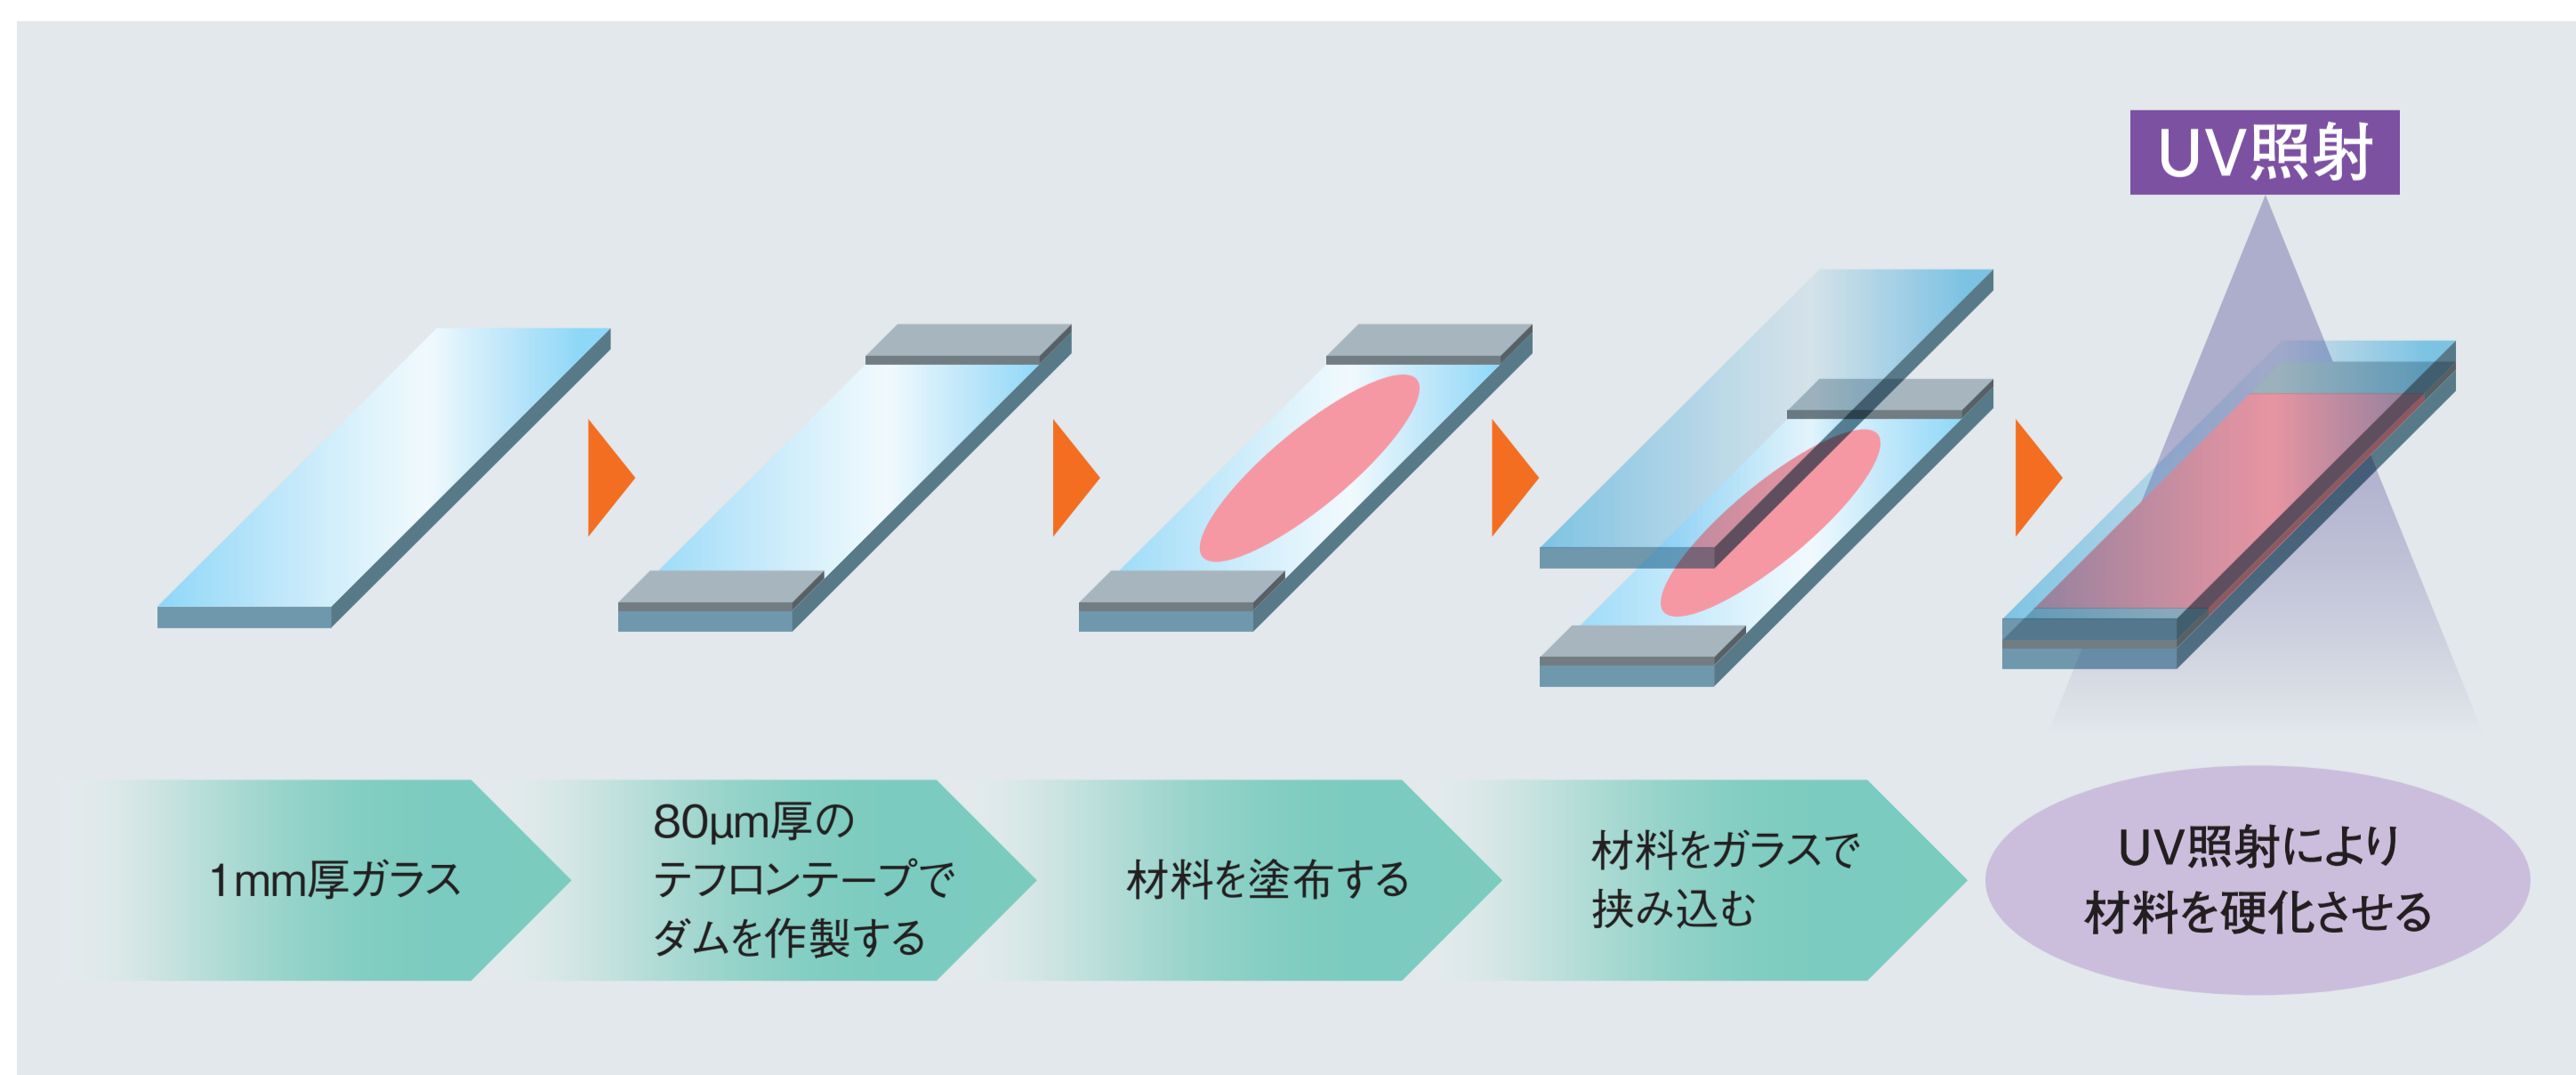 UV照射
1mm厚ガラス
80μm厚の
テフロンテープで
ダムを作製する
材料を塗布する
材料をガラスで
挟み込む
UV照射により
材料を硬化させる